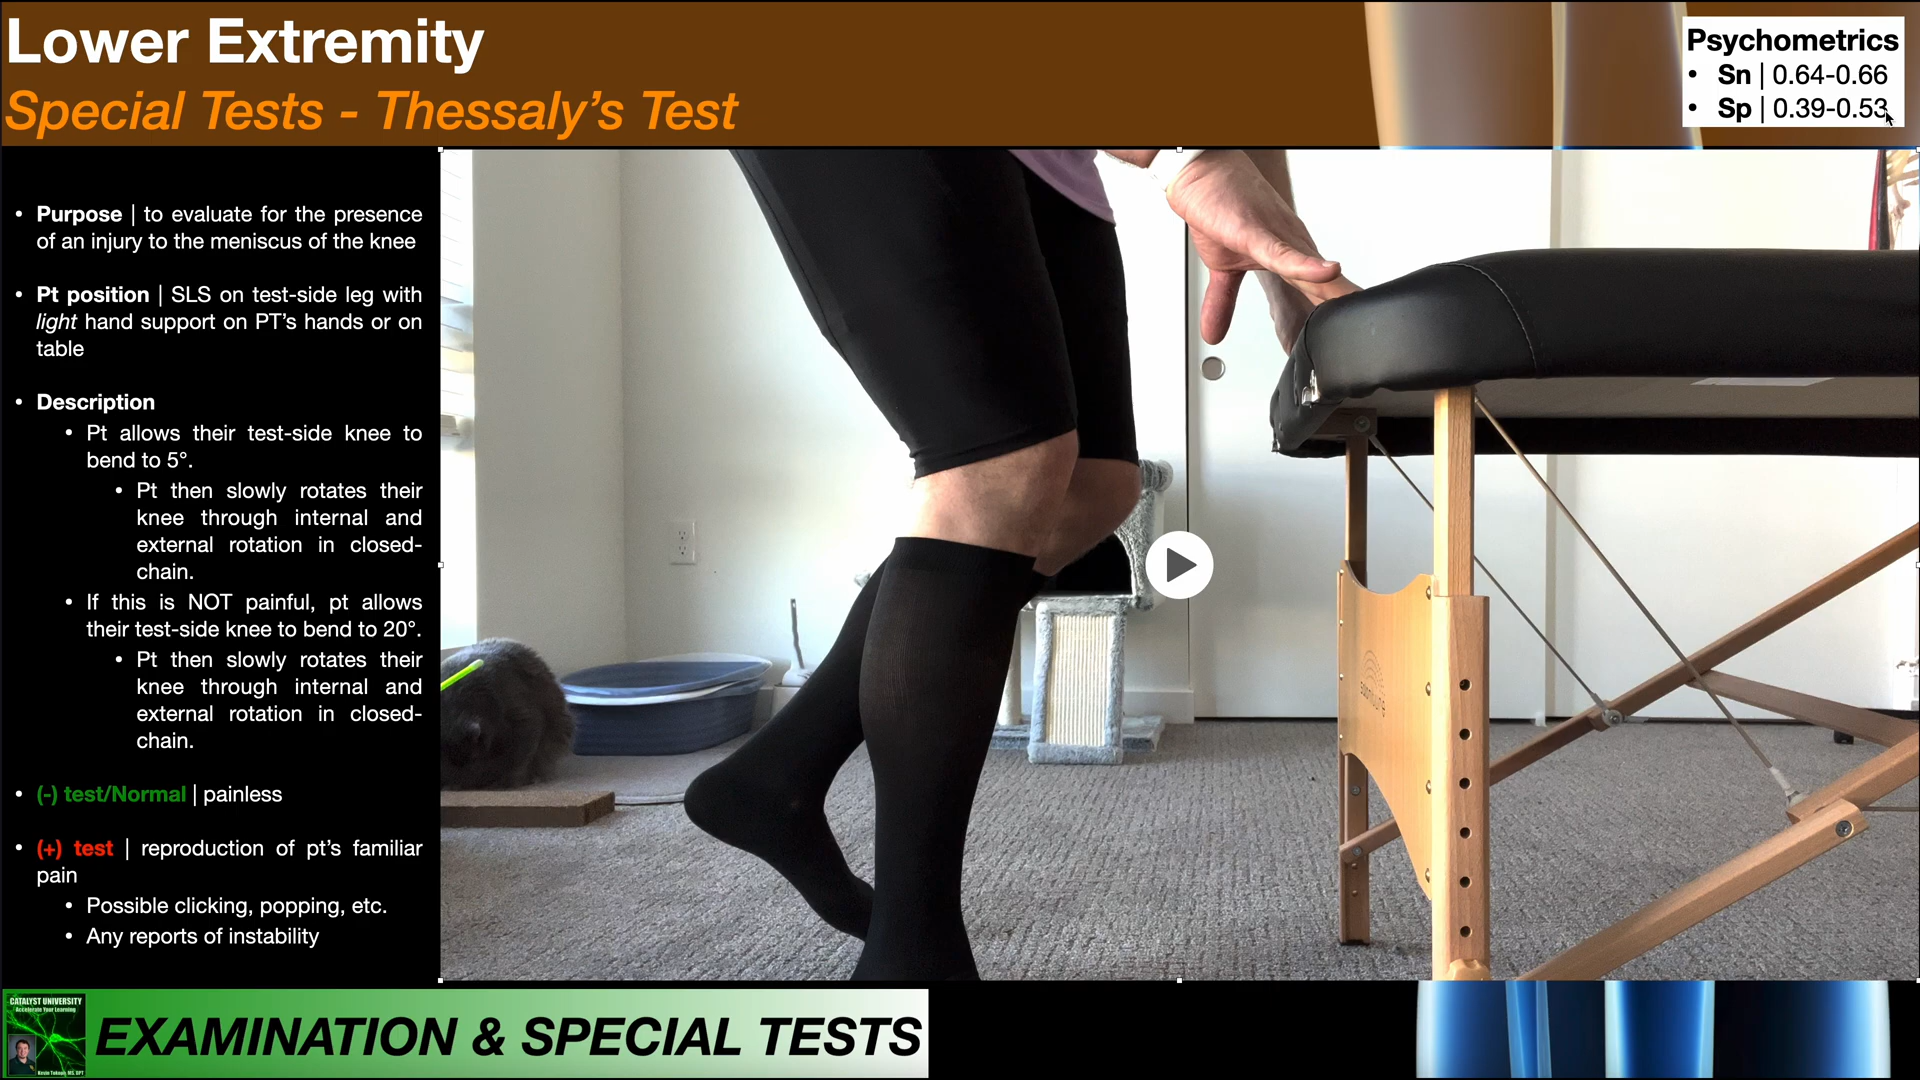 Lower Extremity
Special Tests - Thessaly's Test
Psychometrics
• Sn | 0.64-0.66
• Sp | 0.39-0.53
• Purpose | to evaluate for the presence
of an injury to the meniscus of the knee
• Pt position | SLS on test-side leg with
light hand support on PT's hands or on
table
• Description
• Pt allows their test-side knee to
bend to 5°.
• Pt then slowly rotates their
knee through internal and
external rotation in closed-
chain.
• If this is NOT painful, pt allows
their test-side knee to bend to 20°.
• Pt then slowly rotates their
knee through internal and
external rotation in closed-
chain.
• (-) test/Normal | painless
• (+) test | reproduction of pt's familiar
pain
• Possible clicking, popping, etc.
• Any reports of instability
CATALYST UNIVERSITY
Accelerate Your Learning
EXAMINATION & SPECIAL TESTS